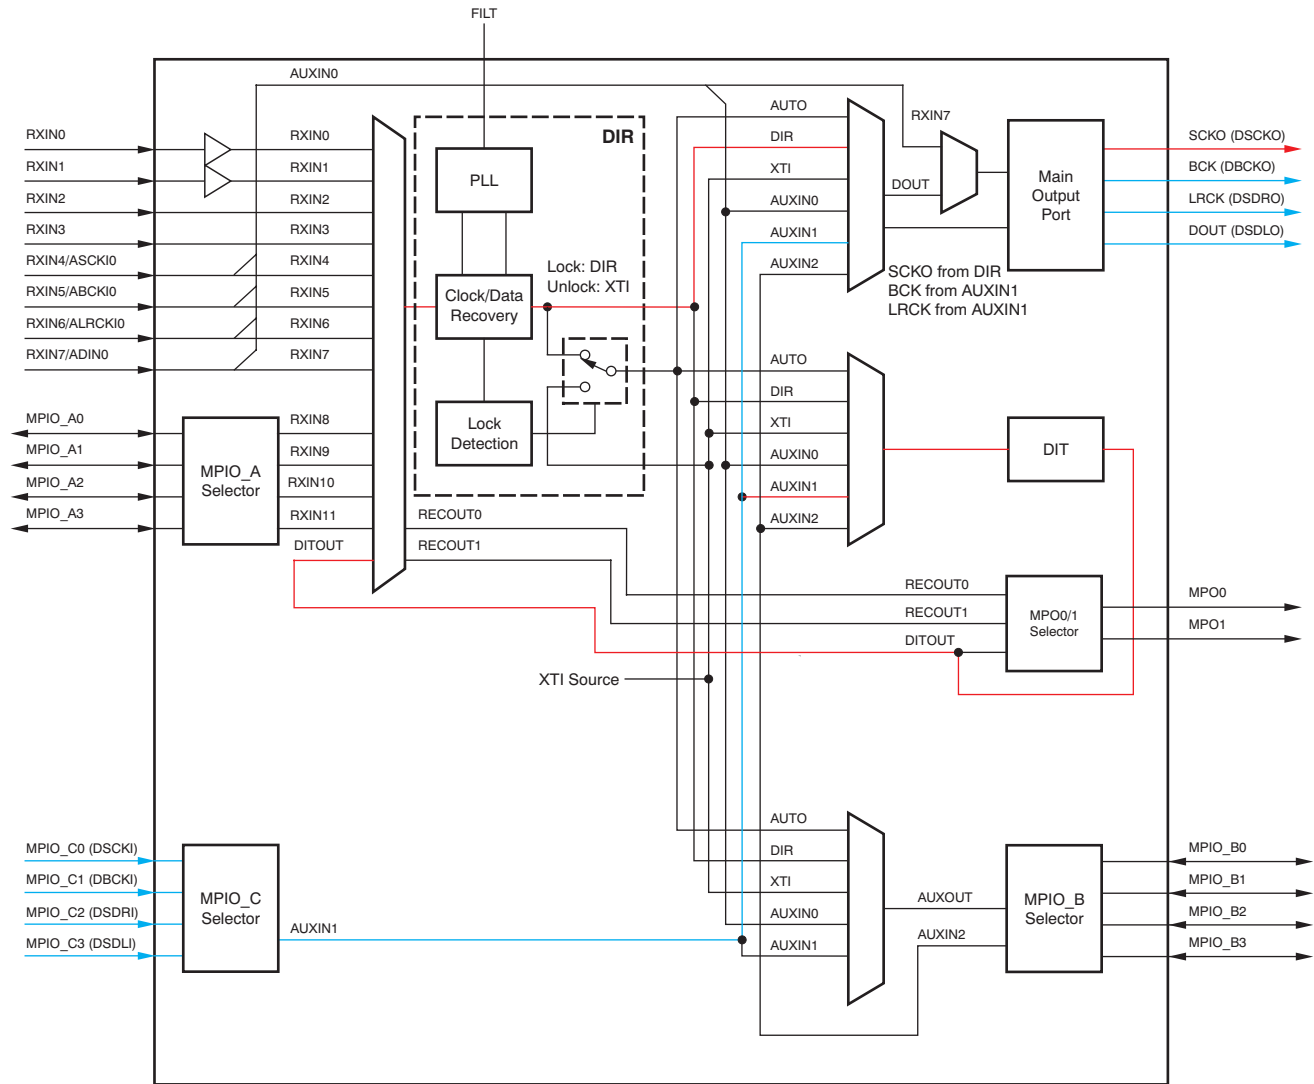 FILT
AUXIN0
RXIN0
RXIN1
RXIN2
RXIN3
RXIN4/ASCKI0
RXIN5/ABCKI0
RXIN6/ALRCKI0
RXIN7/ADIN0
RXIN0
RXIN1
RXIN2
RXIN3
RXIN4
RXIN5
RXIN6
RXIN7
MPIO_A0
MPIO_A1
MPIO_A2
MPIO_A3
MPIO_A
Selector
RXIN8
RXIN9
RXIN10
RXIN11
DITOUT
DIR
PLL
Clock/Data
Recovery
Lock: DIR
Unlock: XTI
Lock
Detection
RECOUT0
RECOUT1
AUTO
DIR
XTI
AUXIN0
AUXIN1
AUXIN2
RXIN7
DOUT
Main
Output
Port
SCKO (DSCKO)
BCK (DBCKO)
LRCK (DSDRO)
DOUT (DSDLO)
SCKO from DIR
BCK from AUXIN1
LRCK from AUXIN1
AUTO
DIR
XTI
AUXIN0
AUXIN1
AUXIN2
DIT
RECOUT0
RECOUT1
DITOUT
MPO0/1
Selector
MPO0
MPO1
XTI Source
MPIO_C0 (DSCKI)
MPIO_C1 (DBCKI)
MPIO_C2 (DSDRI)
MPIO_C3 (DSDLI)
MPIO_C
Selector
AUXIN1
AUTO
DIR
XTI
AUXIN0
AUXIN1
AUXOUT
AUXIN2
MPIO_B
Selector
MPIO_B0
MPIO_B1
MPIO_B2
MPIO_B3